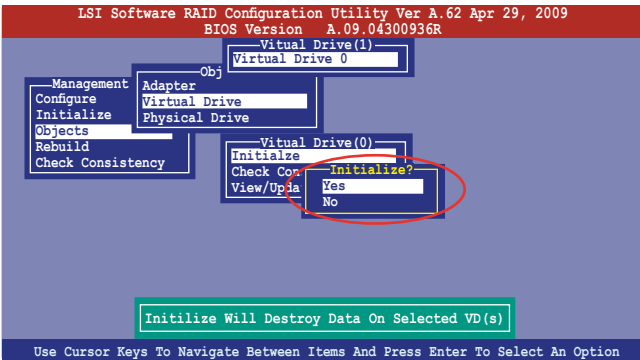 LSI Software RAID Configuration Utility Ver A.62 Apr 29, 2009
BIOS Version A.09.04300936R
Vitual Drive(1)
Virtual Drive 0
Obj
Adapter
Virtual Drive
Physical Drive
Management
Configure
Initialize
Objects
Rebuild
Check Consistency
Vitual Drive(0)
Initialze
Check Con
View/Upda
Initialize?
Yes
No
Initilize Will Destroy Data On Selected VD(s)
Use Cursor Keys To Navigate Between Items And Press Enter To Select An Option